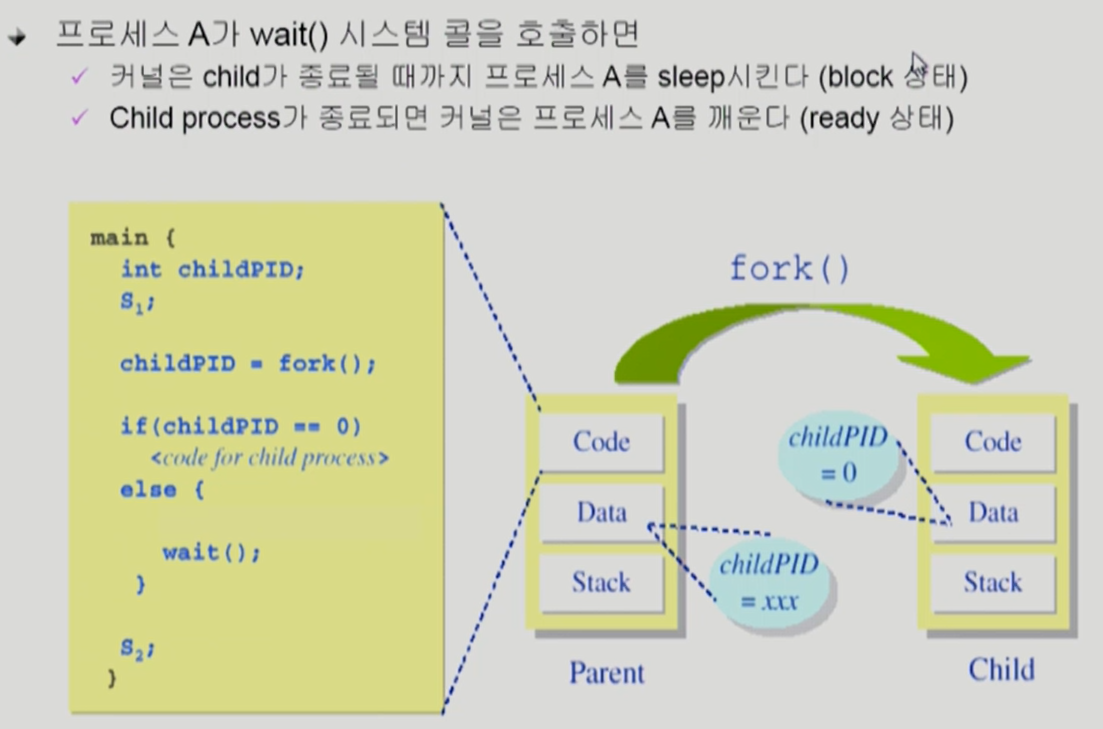 프로세스 A가 wait() 시스템 콜을 호출하면
✓ 커널은 child가 종료될 때까지 프로세스 A를 sleep시킨다 (block 상태)
✓ Child process가 종료되면 커널은 프로세스 A를 깨운다 (ready 상태)
main {
int childPID;
S₁;
childPID = fork();
if(childPID == 0)
<code for child process>
else {
wait();
}
S₂;
}
fork()
Code
Data
Stack
Parent
childPID
= xxx
childPID
= 0
Code
Data
Stack
Child